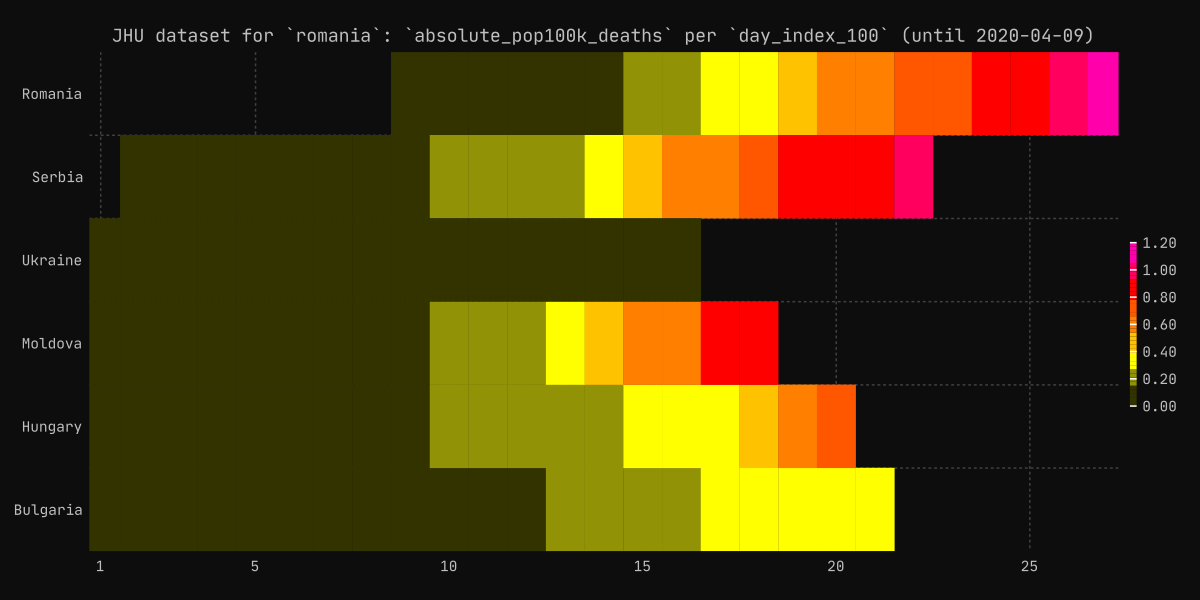 JHU dataset for `romania`: `absolute_pop100k_deaths` per `day_index_100` (until 2020-04-09)
Romania
Serbia
Ukraine
Moldova
Hungary
Bulgaria
1.20
1.00
0.80
0.60
0.40
0.20
0.00
1 5 10 15 20 25